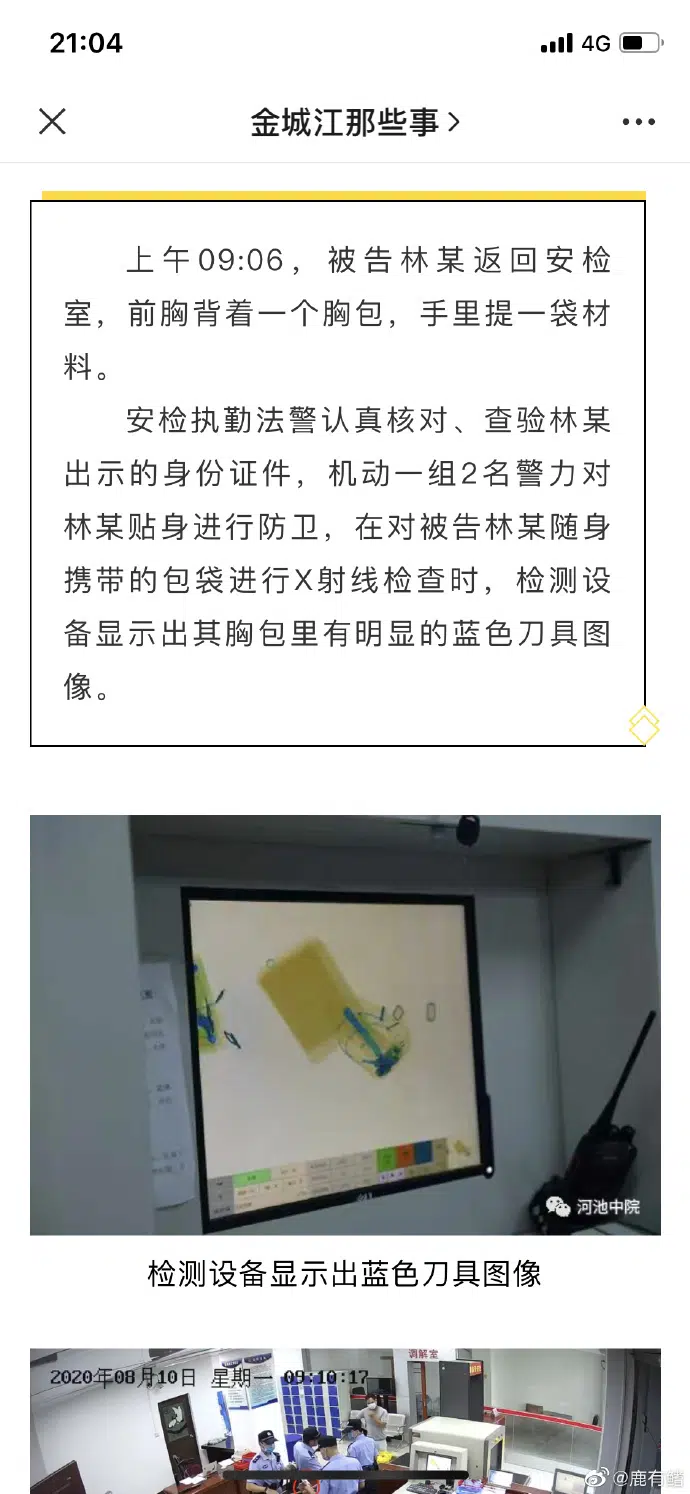 21:04
4G
金城江那些事
上午09:06，被告林某返回安检
室，前胸背着一个胸包，手里提一袋材
料。
安检执勤法警认真核对、查验林某
出示的身份证件，机动一组2名警力对
林某贴身进行防卫，在对被告林某随身
携带的包袋进行X射线检查时，检测设
备显示出其胸包里有明显的蓝色刀具图
像。
河池中院
检测设备显示出蓝色刀具图像
调解室
2020年08月10日 星期一 09:10:17
@鹿有鳍